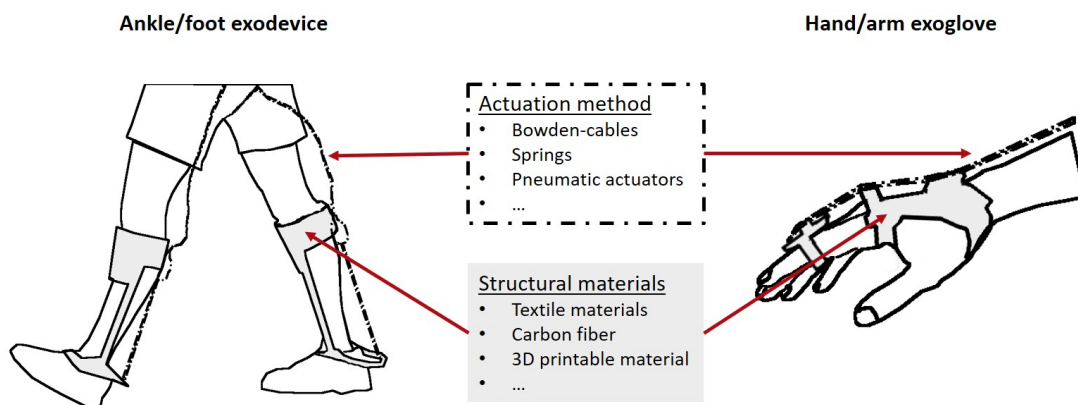 Ankle/foot exodevice
Hand/arm exoglove
Actuation method
• Bowden-cables
• Springs
• Pneumatic actuators
• ...
Structural materials
• Textile materials
• Carbon fiber
• 3D printable material
• ...